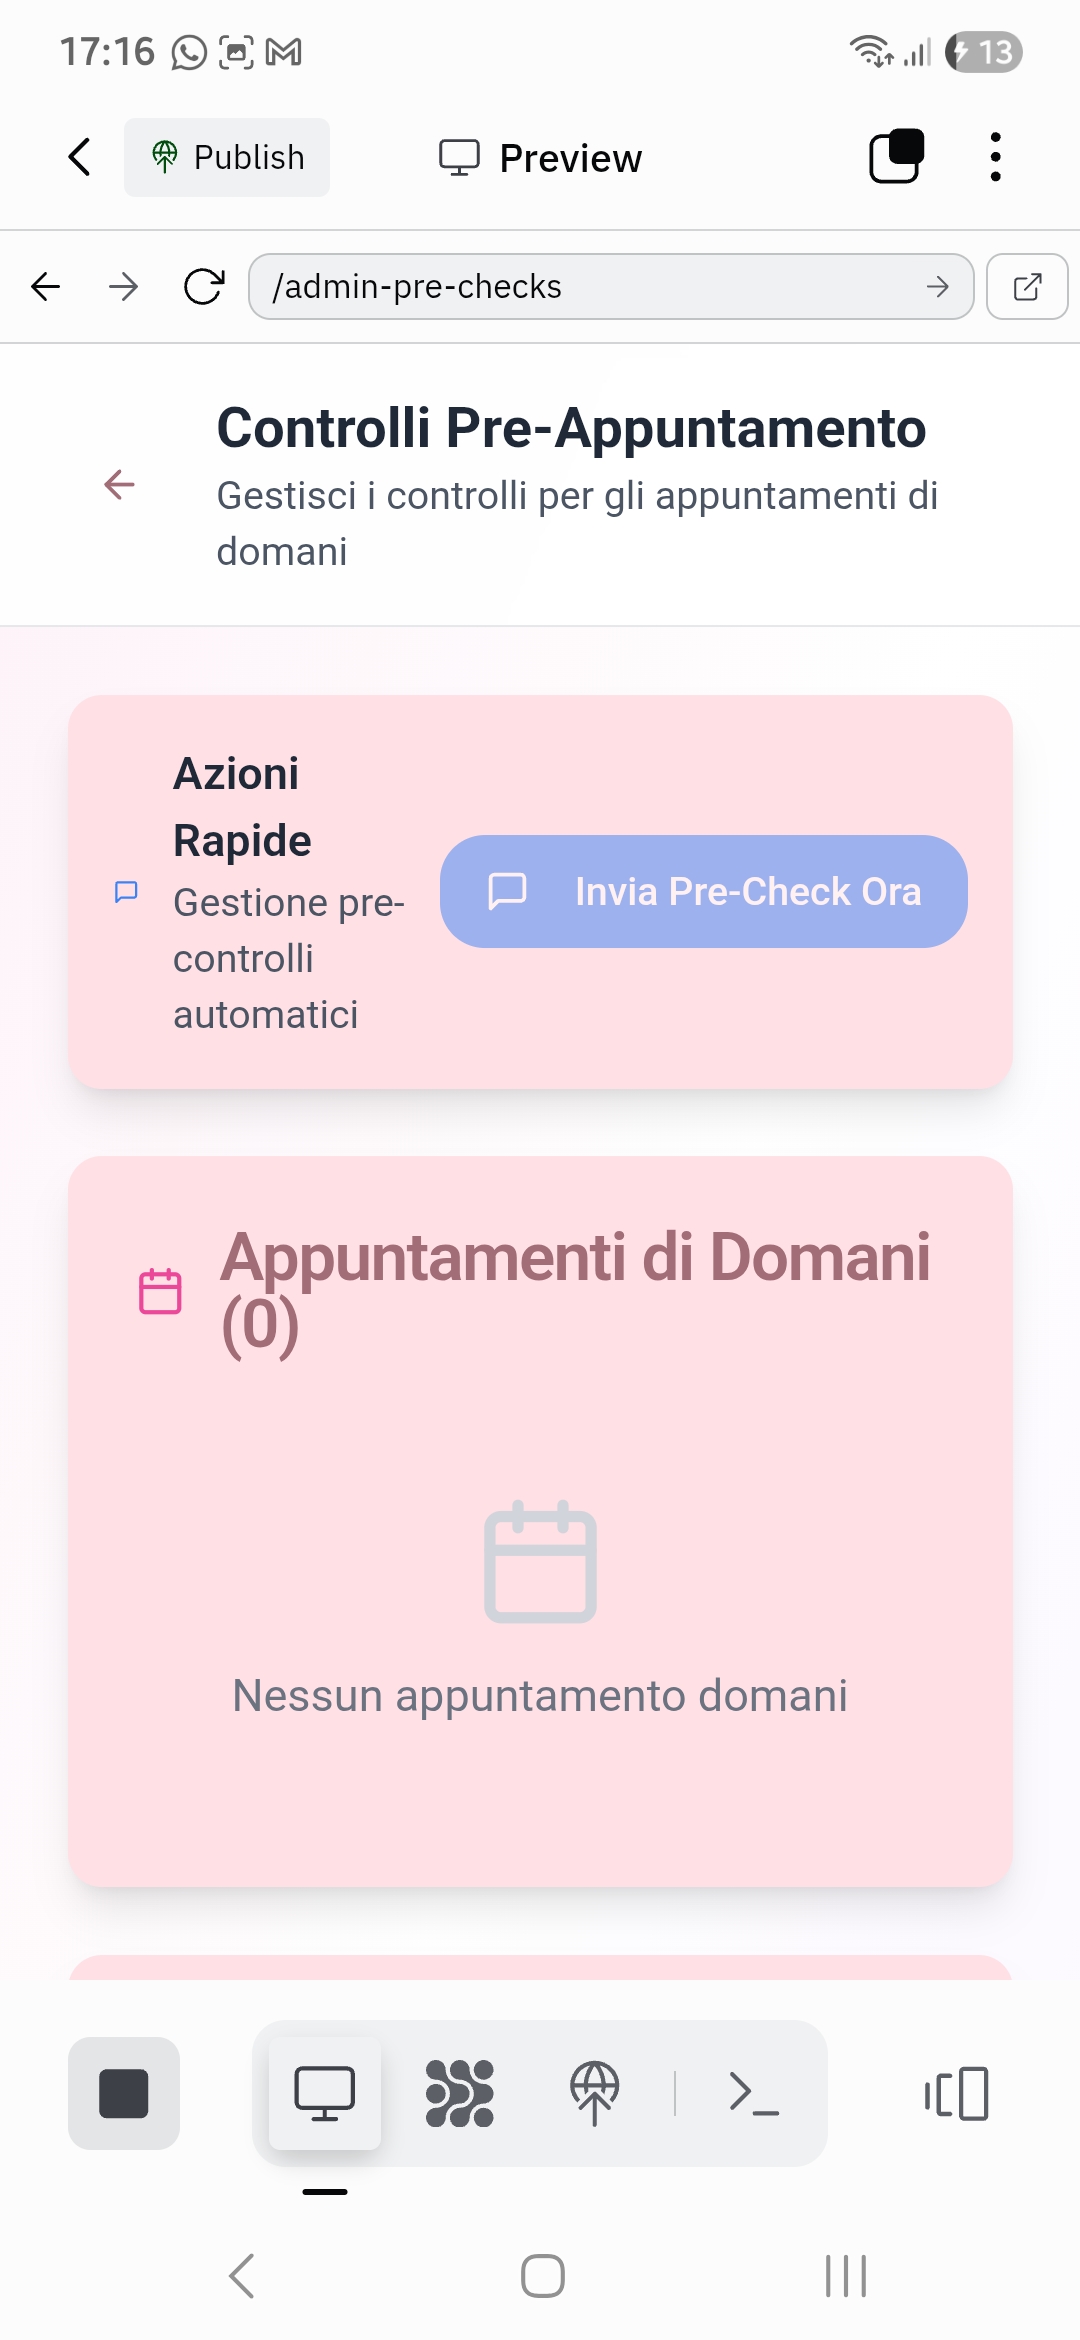 17:16
13
Publish
Preview
/admin-pre-checks
Controlli Pre-Appuntamento
Gestisci i controlli per gli appuntamenti di
domani
Azioni
Rapide
Gestione pre-
controlli
automatici
Invia Pre-Check Ora
Appuntamenti di Domani
(0)
Nessun appuntamento domani